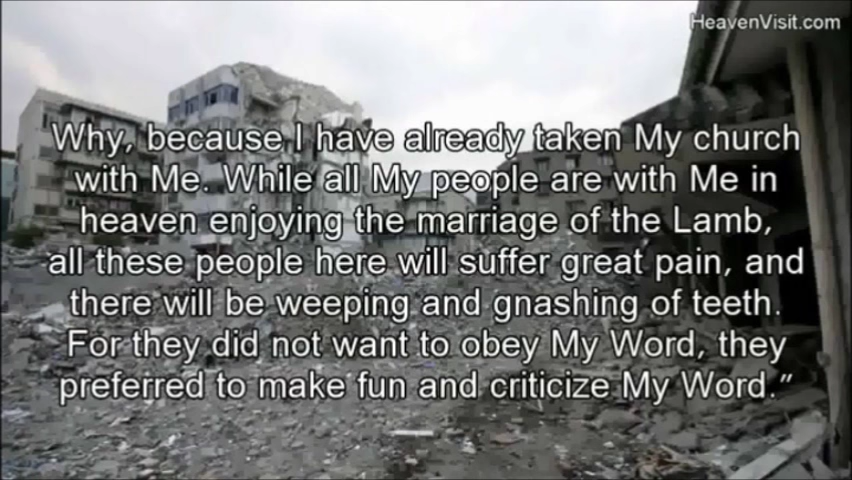 HeavenVisit.com
Why, because I have already taken My church
with Me. While all My people are with Me in
heaven enjoying the marriage of the Lamb,
all these people here will suffer great pain, and
there will be weeping and gnashing of teeth.
For they did not want to obey My Word, they
preferred to make fun and criticize My Word.”